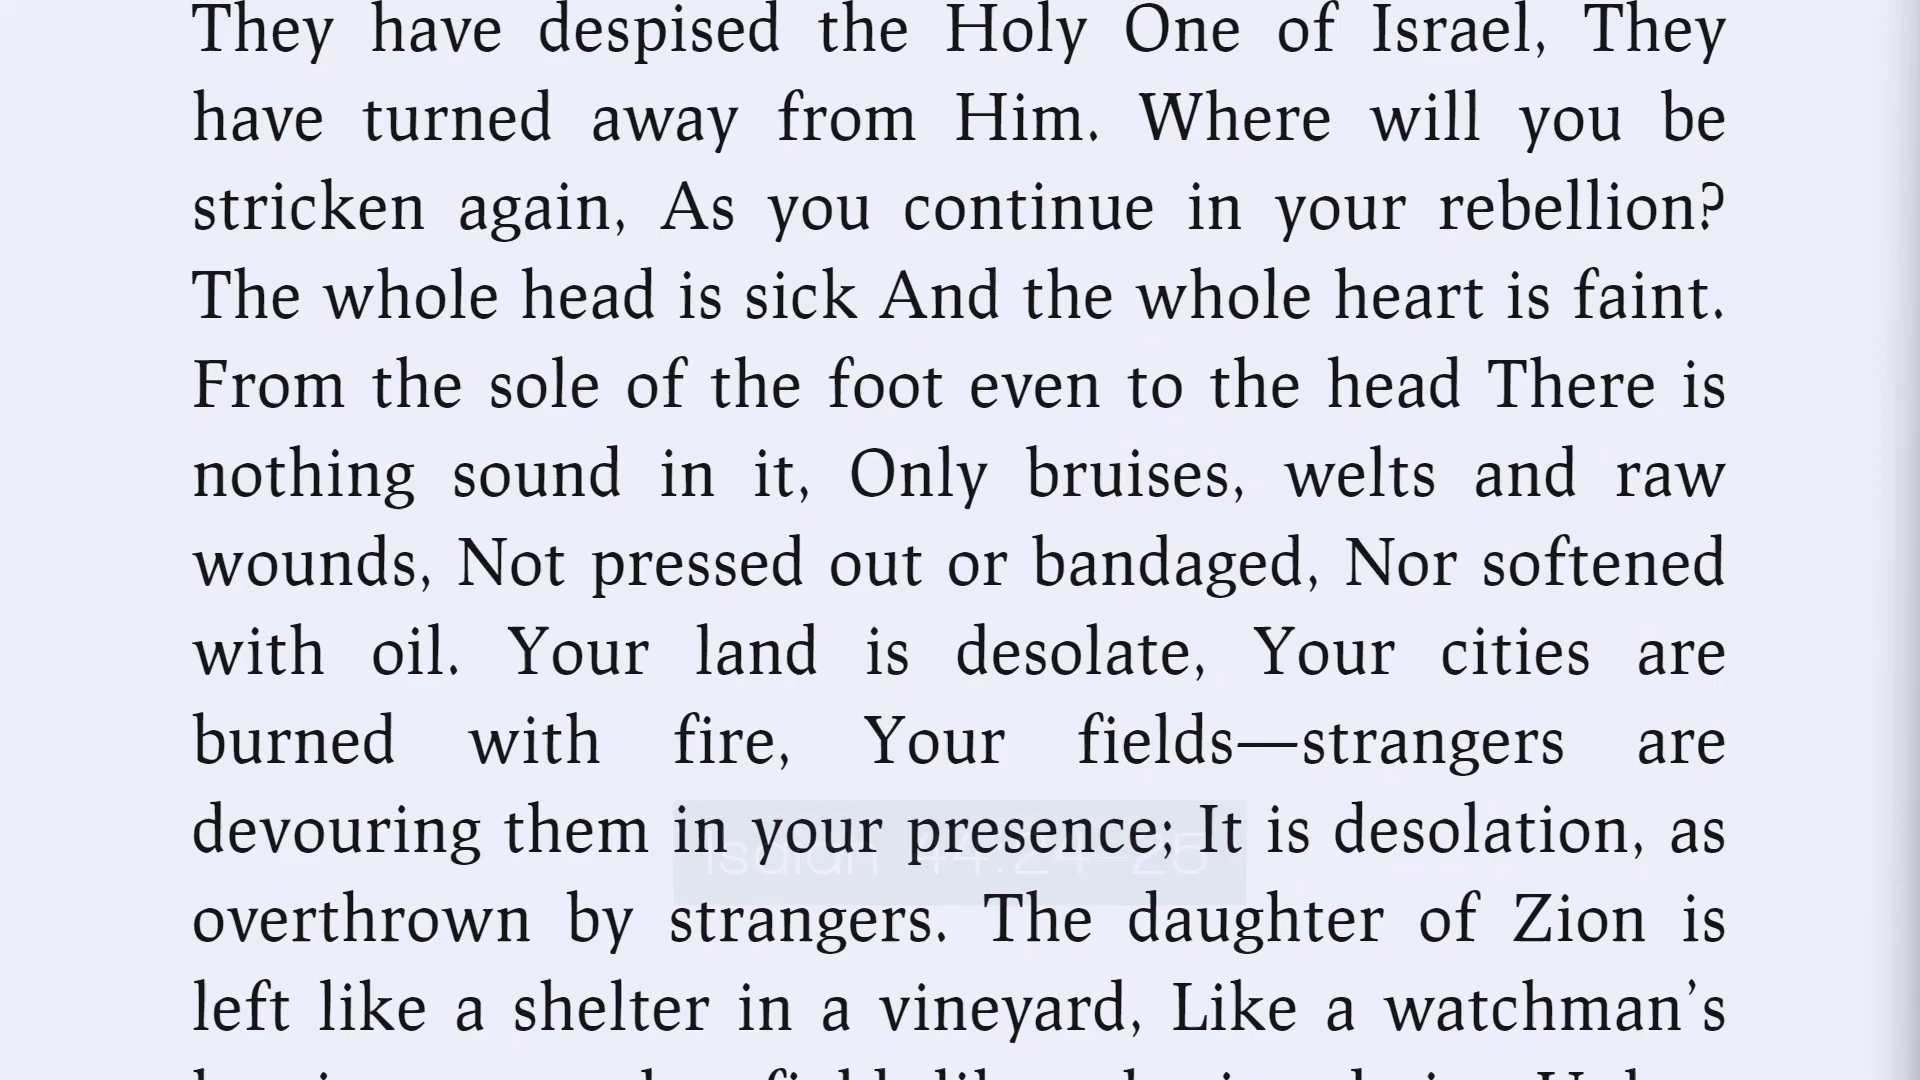 They have despised the Holy One of Israel, They
have turned away from Him. Where will you be
stricken again, As you continue in your rebellion?
The whole head is sick And the whole heart is faint.
From the sole of the foot even to the head There is
nothing sound in it, Only bruises, welts and raw
wounds, Not pressed out or bandaged, Nor softened
with oil. Your land is desolate, Your cities are
burned with fire, Your fields—strangers are
devouring them in your presence; It is desolation, as
Isaiah 44:24–25
overthrown by strangers. The daughter of Zion is
left like a shelter in a vineyard, Like a watchman’s